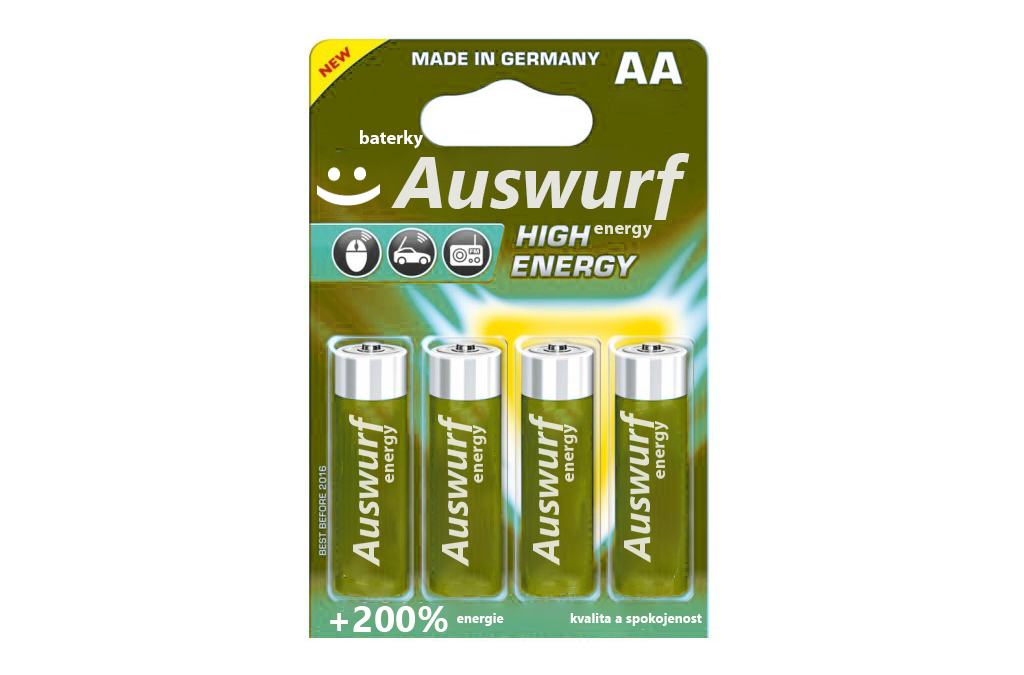 NEW
MADE IN GERMANY
AA
baterky
Auswurf
energy
HIGH
ENERGY
FM
Auswurf
energy
Auswurf
energy
Auswurf
energy
Auswurf
energy
BEST BEFORE 2016
+200% energie
kvalita a spokojenost